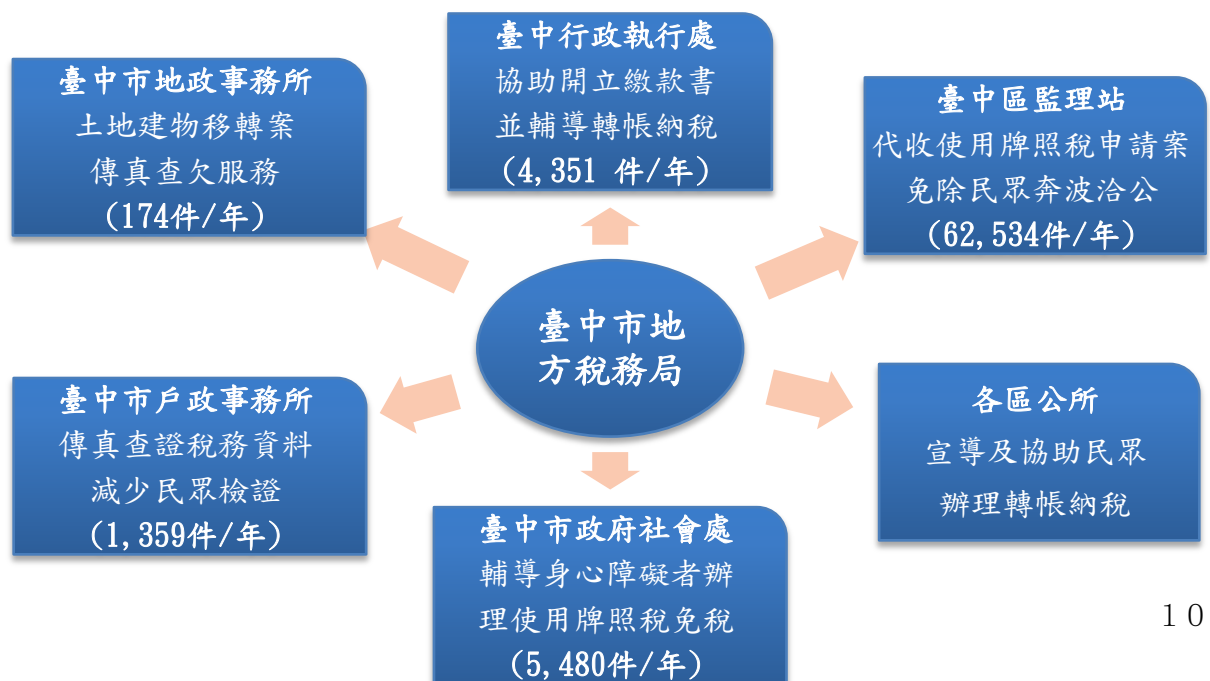 臺中行政執行處
協助開立繳款書
並輔導轉帳納稅
(4,351 件/年)
臺中市地政事務所
土地建物移轉案
傳真查欠服務
(174件/年)
臺中區監理站
代收使用牌照稅申請案
免除民眾奔波洽公
(62,534件/年)
臺中市地
方稅務局
臺中市戶政事務所
傳真查證稅務資料
減少民眾檢證
(1,359件/年)
各區公所
宣導及協助民眾
辦理轉帳納稅
臺中市政府社會處
輔導身心障礙者辦
理使用牌照稅免稅
(5,480件/年)
10